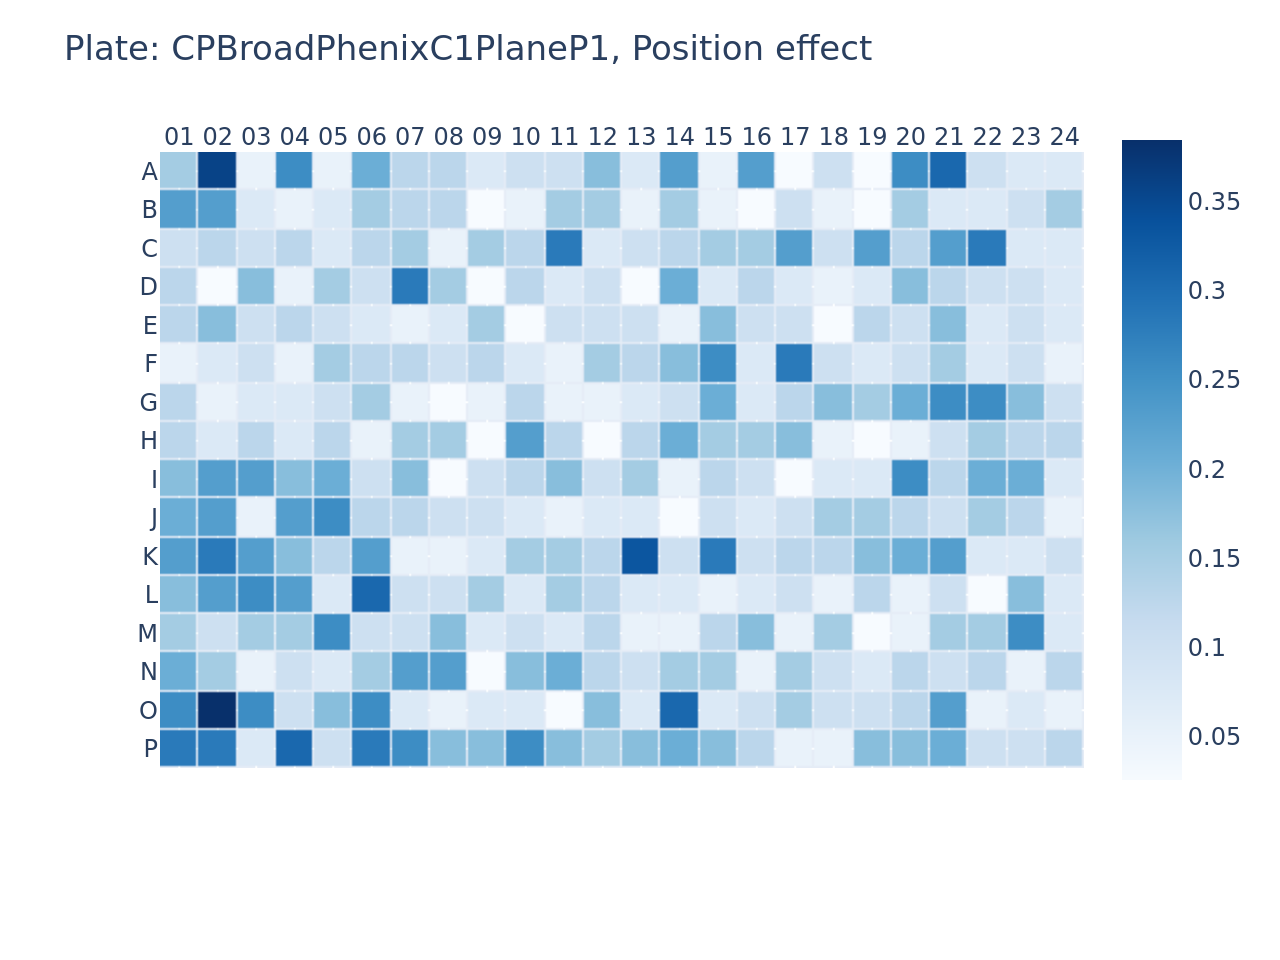 Plate: CPBroadPhenixC1PlaneP1, Position effect
01 02 03 04 05 06 07 08 09 10 11 12 13 14 15 16 17 18 19 20 21 22 23 24
A
B
C
D
E
F
G
H
I
J
K
L
M
N
O
P
0.35
0.3
0.25
0.2
0.15
0.1
0.05